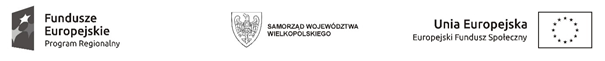 Fundusze
Europejskie
Program Regionalny
SAMORZĄD WOJEWÓDZTWA
WIELKOPOLSKIEGO
Unia Europejska
Europejski Fundusz Społeczny